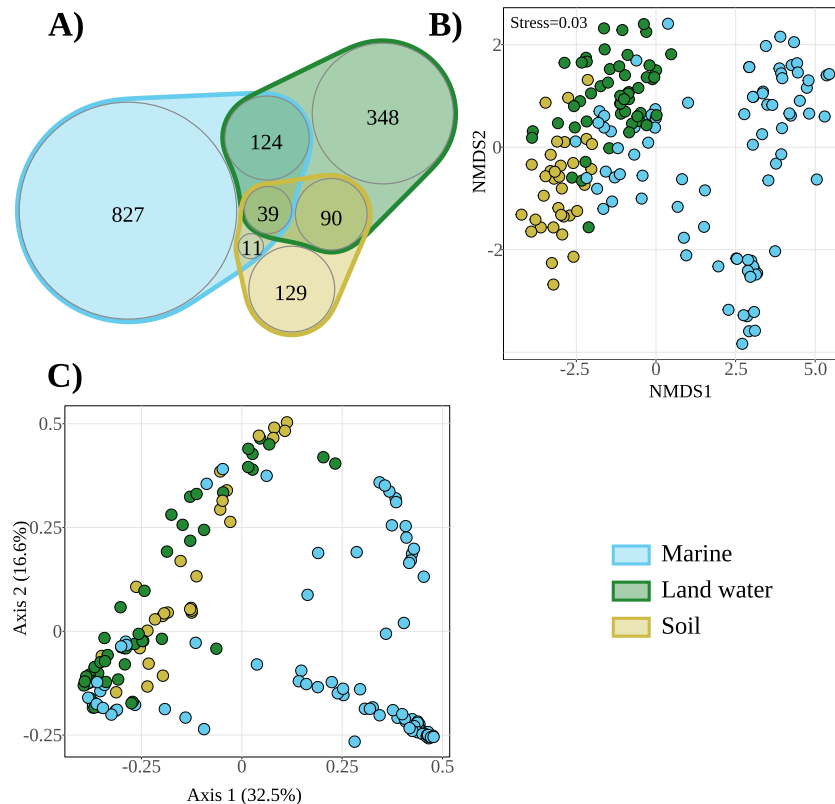 A)
827
124
348
39
90
11
129
B)
Stress=0.03
NMDS2
2
0
-2
-2.5
0
2.5
5.0
NMDS1
C)
Axis 2 (16.6%)
0.5
0.25
0
-0.25
-0.25
0
0.25
0.5
Axis 1 (32.5%)
Marine
Land water
Soil